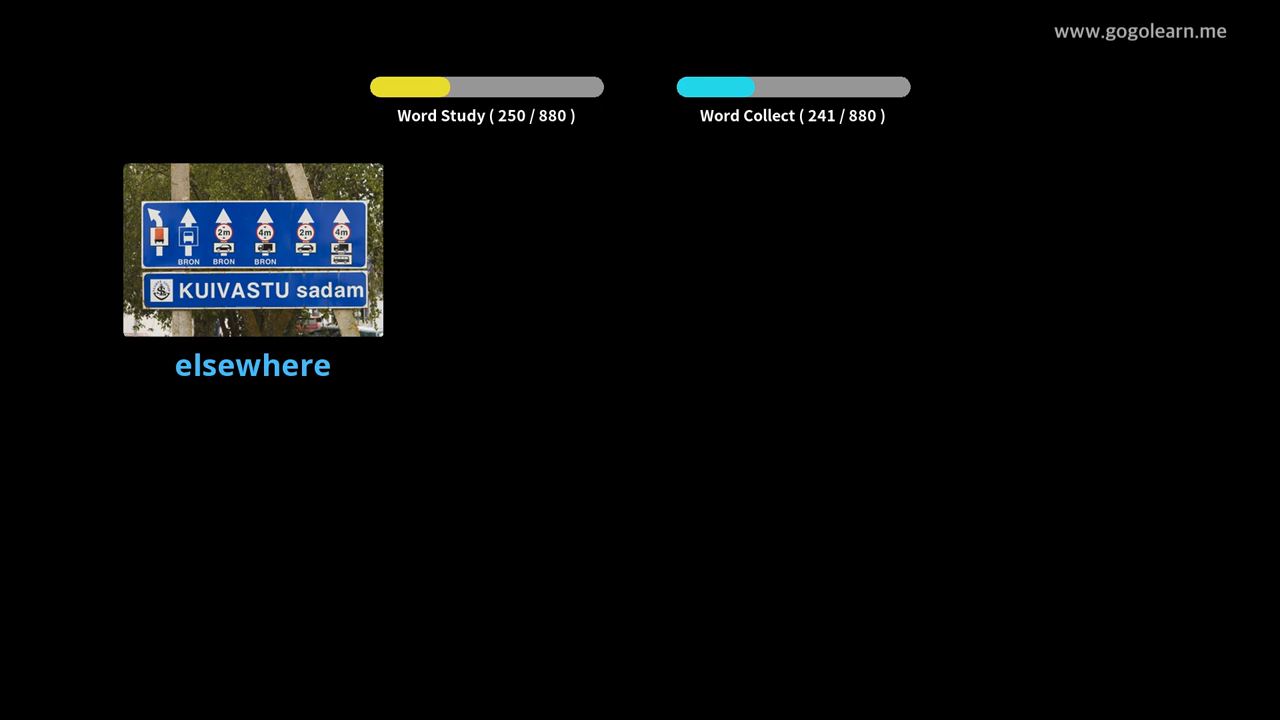 www.gogolearn.me
Word Study ( 250 / 880 )
Word Collect ( 241 / 880 )
2m 4m 2m 4m
BRON BRON BRON
KUIVASTU sadam
elsewhere